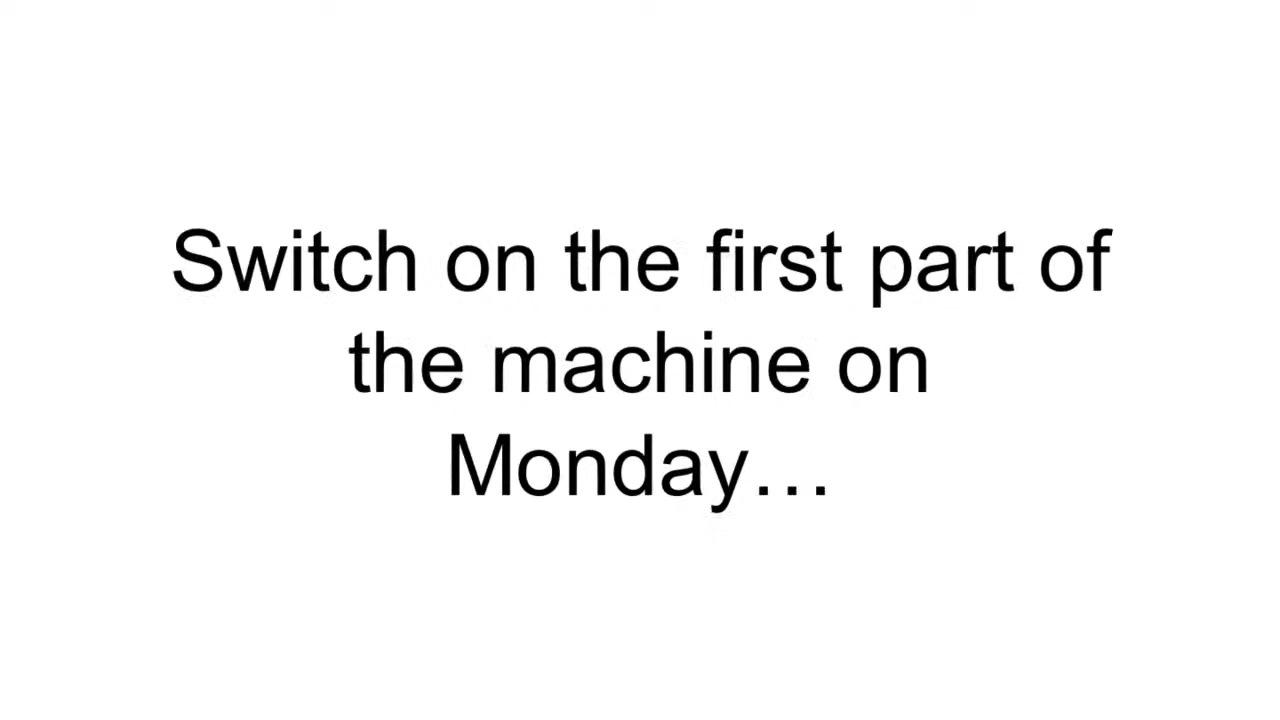 Switch on the first part of
the machine on
Monday…